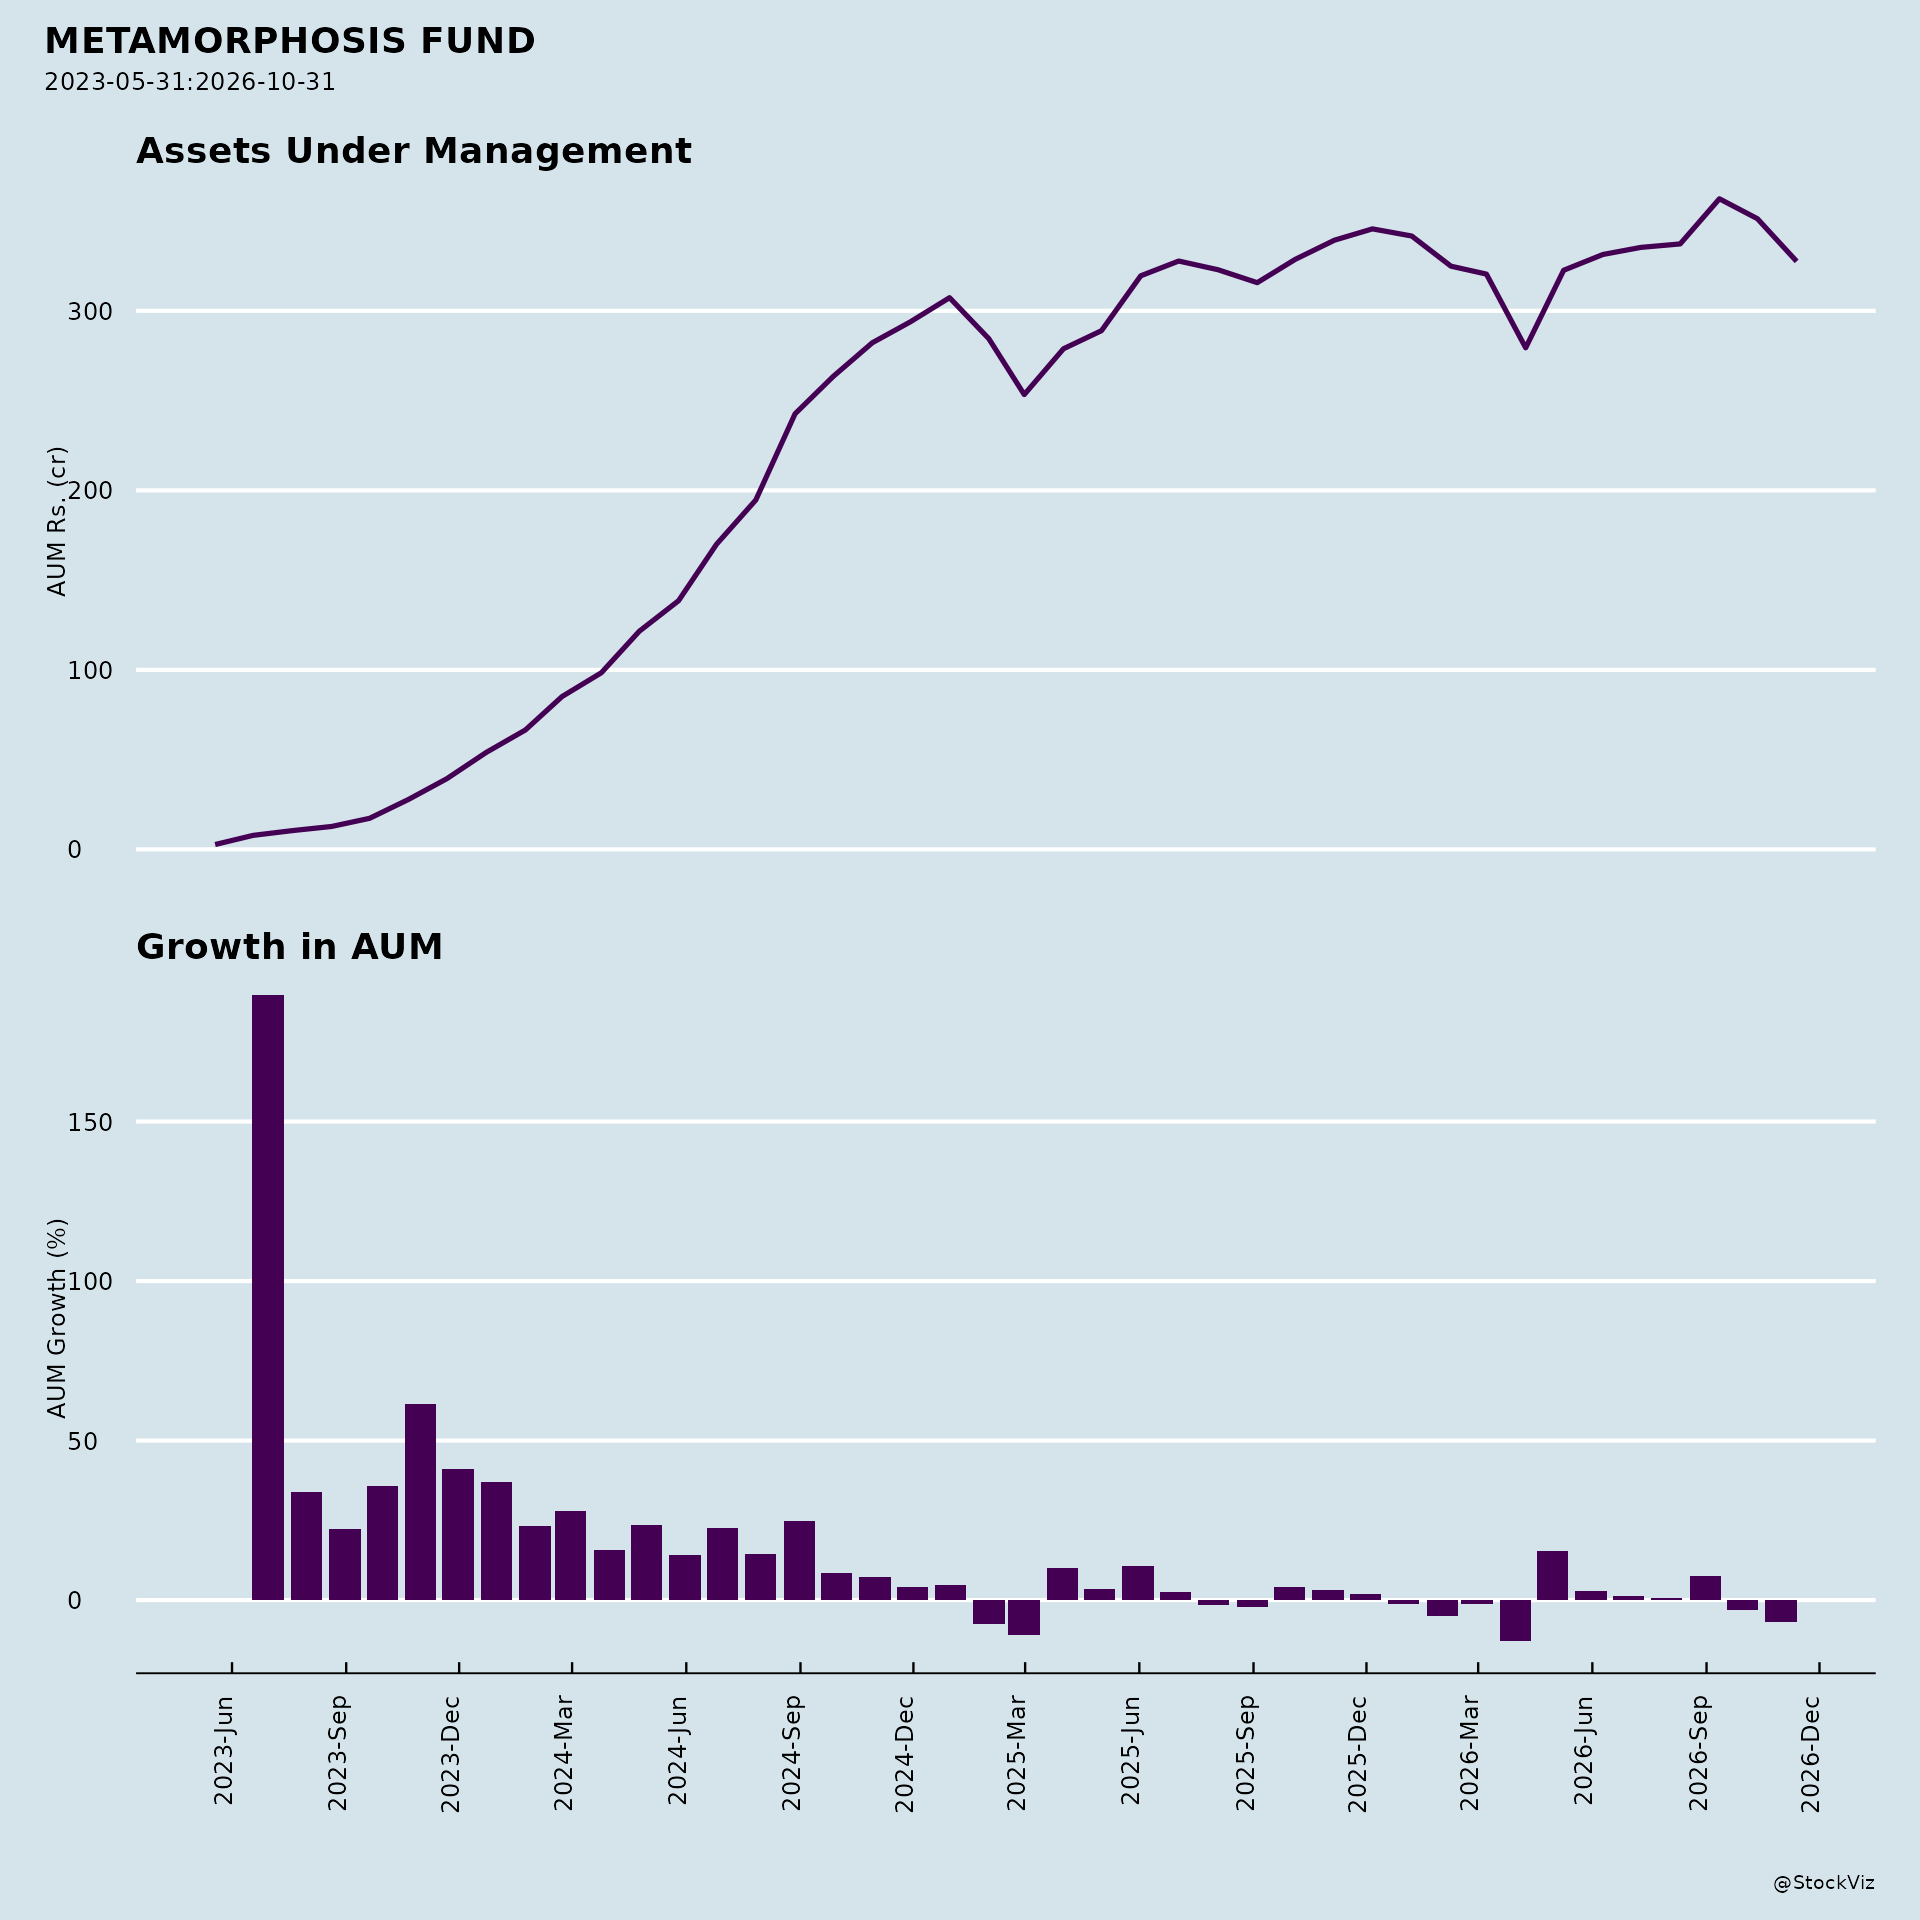 METAMORPHOSIS FUND
2023-05-31:2026-10-31
Assets Under Management
AUM Rs. (cr)
300
200
100
0
Growth in AUM
AUM Growth (%)
150
100
50
0
2023-Jun
2023-Sep
2023-Dec
2024-Mar
2024-Jun
2024-Sep
2024-Dec
2025-Mar
2025-Jun
2025-Sep
2025-Dec
2026-Mar
2026-Jun
2026-Sep
2026-Dec
@StockViz